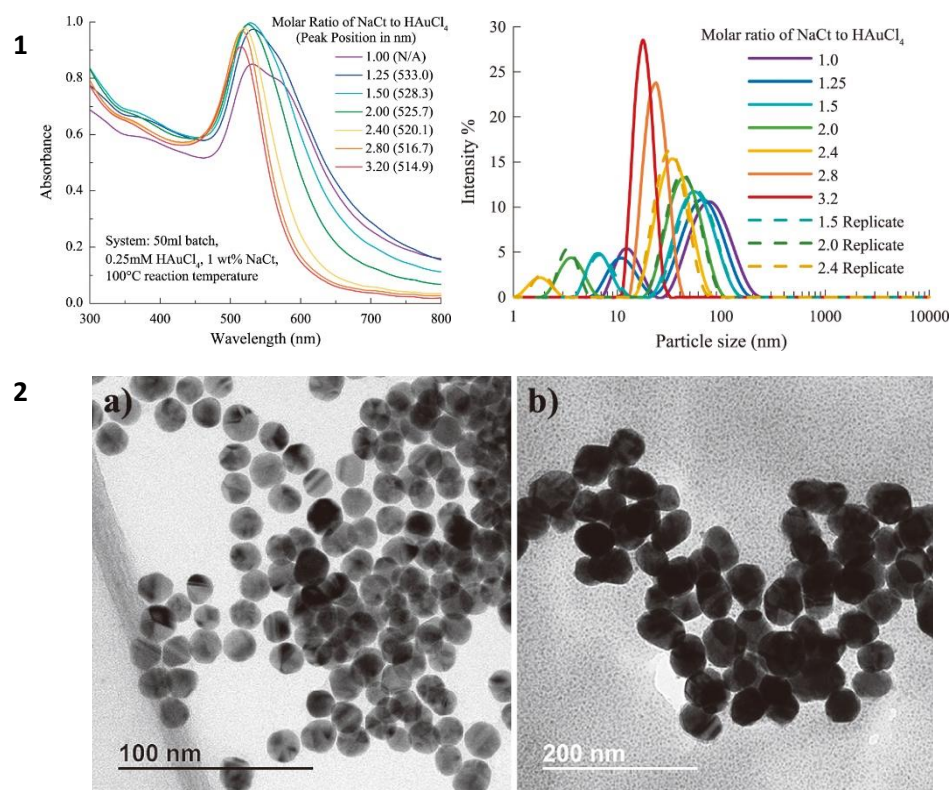 1
Molar Ratio of NaCt to HAuCl₄
(Peak Position in nm)
1.00 (N/A)
1.25 (533.0)
1.50 (528.3)
2.00 (525.7)
2.40 (520.1)
2.80 (516.7)
3.20 (514.9)
Absorbance
1.0
0.8
0.6
0.4
0.2
0.0
System: 50ml batch,
0.25mM HAuCl₄, 1 wt% NaCt,
100°C reaction temperature
300 400 500 600 700 800
Wavelength (nm)
Molar ratio of NaCt to HAuCl₄
1.0
1.25
1.5
2.0
2.4
2.8
3.2
1.5 Replicate
2.0 Replicate
2.4 Replicate
Intensity %
30
25
20
15
10
5
0
1 10 100 1000 10000
Particle size (nm)
2
a)
100 nm
b)
200 nm